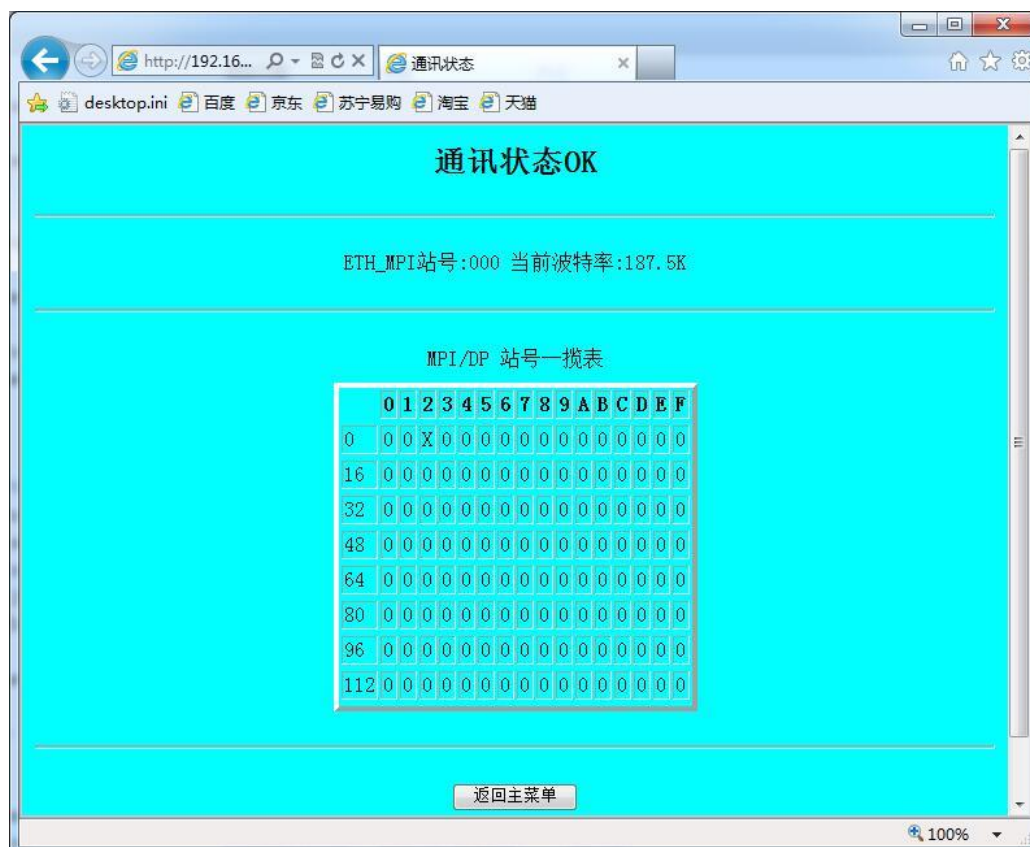 http://192.16... 通讯状态
desktop.ini 百度 京东 苏宁易购 淘宝 天猫
通讯状态OK
ETH_MPI站号:000 当前波特率:187.5K
MPI/DP 站号一揽表
0 1 2 3 4 5 6 7 8 9 A B C D E F
0 0 0 X 0 0 0 0 0 0 0 0 0 0 0 0 0
16 0 0 0 0 0 0 0 0 0 0 0 0 0 0 0 0
32 0 0 0 0 0 0 0 0 0 0 0 0 0 0 0 0
48 0 0 0 0 0 0 0 0 0 0 0 0 0 0 0 0
64 0 0 0 0 0 0 0 0 0 0 0 0 0 0 0 0
80 0 0 0 0 0 0 0 0 0 0 0 0 0 0 0 0
96 0 0 0 0 0 0 0 0 0 0 0 0 0 0 0 0
112 0 0 0 0 0 0 0 0 0 0 0 0 0 0 0 0
返回主菜单
100%